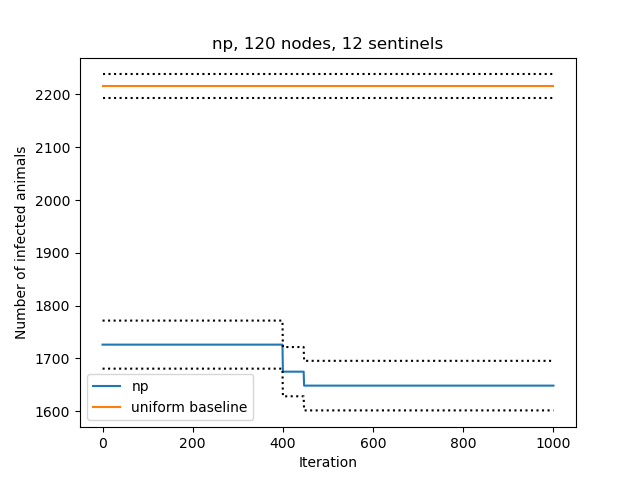 np, 120 nodes, 12 sentinels
Number of infected animals
2200
2100
2000
1900
1800
1700
1600
np
uniform baseline
0 200 400 600 800 1000
Iteration